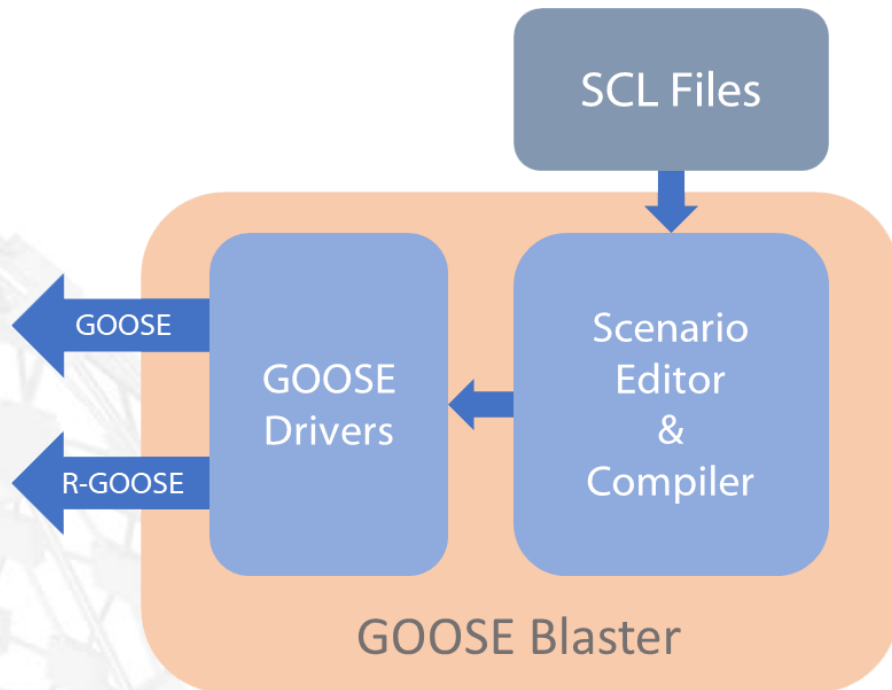 SCL Files
GOOSE
R-GOOSE
GOOSE
Drivers
Scenario
Editor
&
Compiler
GOOSE Blaster